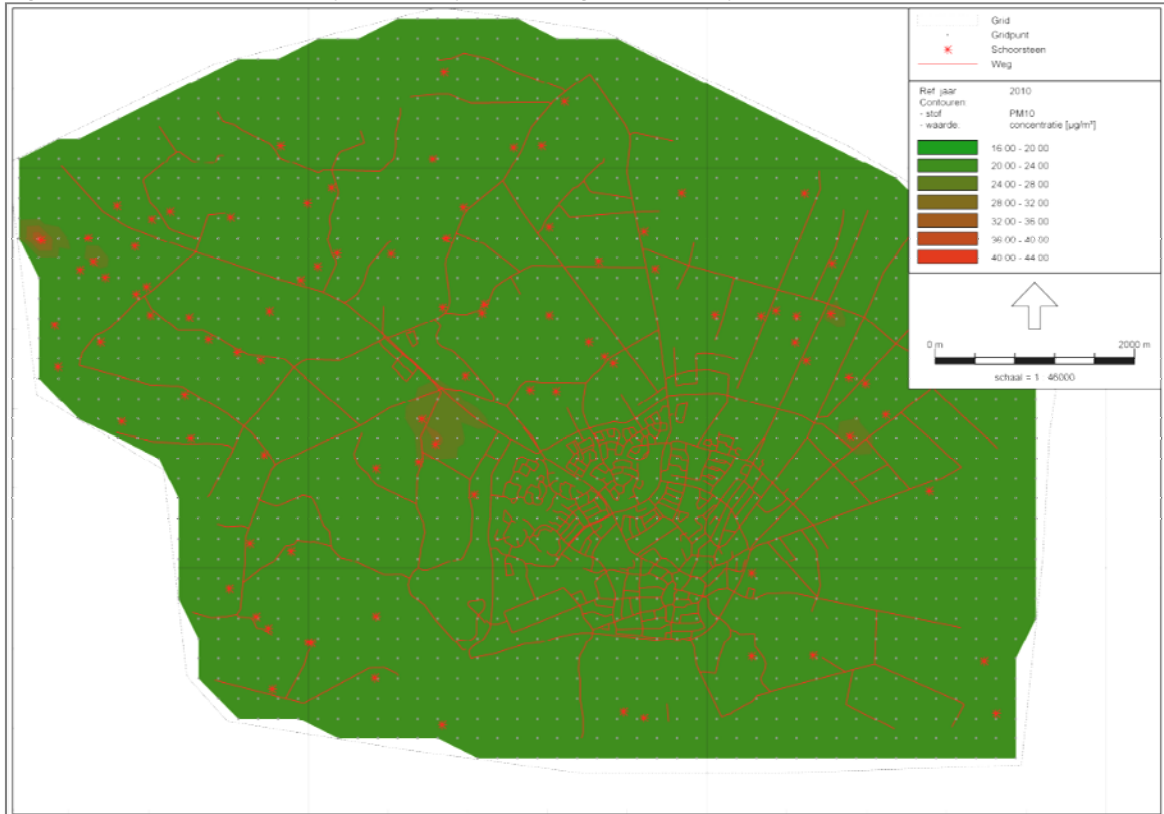 Grid
Gridpunt
Schoorsteen
Weg
Ref. jaar 2010
Contouren:
- stof PM10
- waarde: concentratie [µg/m³]
16.00 - 20.00
20.00 - 24.00
24.00 - 28.00
28.00 - 32.00
32.00 - 36.00
36.00 - 40.00
40.00 - 44.00
0 m 2000 m
schaal = 1 : 46000